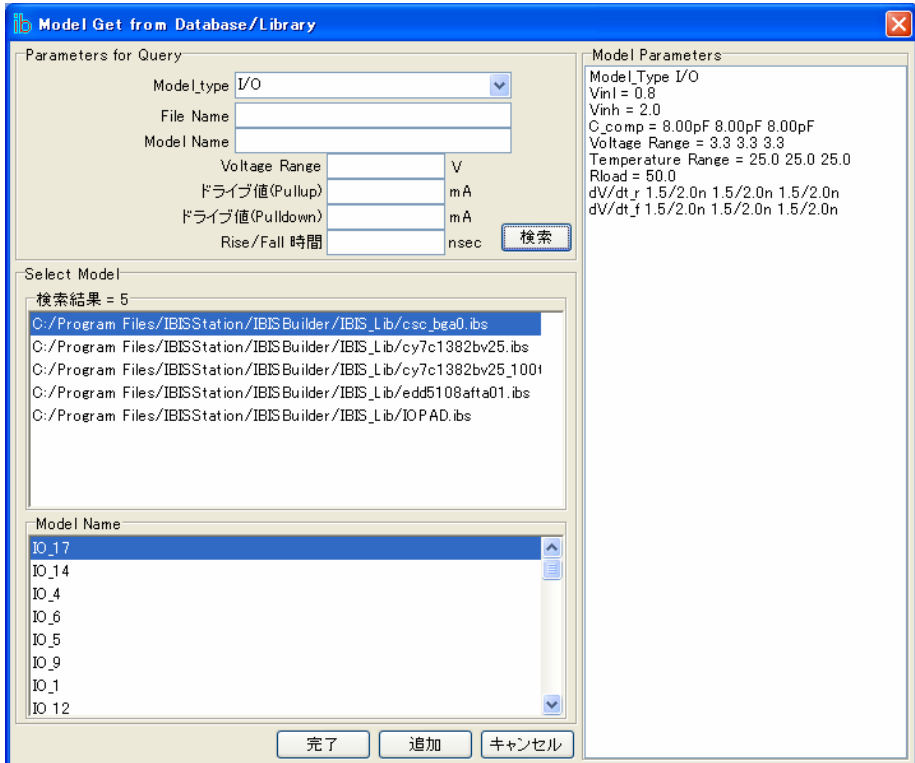 ib Model Get from Database/Library
Parameters for Query
Model_type I/O
File Name
Model Name
Voltage Range V
ドライブ値(Pullup) mA
ドライブ値(Pulldown) mA
Rise/Fall 時間 nsec 検索
Select Model
検索結果 = 5
C:/Program Files/IBISStation/IBISBuilder/IBIS_Lib/csc_bga0.ibs
C:/Program Files/IBISStation/IBISBuilder/IBIS_Lib/cy7c1382bv25.ibs
C:/Program Files/IBISStation/IBISBuilder/IBIS_Lib/cy7c1382bv25_100t
C:/Program Files/IBISStation/IBISBuilder/IBIS_Lib/edd5108afta01.ibs
C:/Program Files/IBISStation/IBISBuilder/IBIS_Lib/IOPAD.ibs
Model Name
IO_17
IO_14
IO_4
IO_6
IO_5
IO_9
IO_1
IO_12
完了 追加 キャンセル
Model Parameters
Model_Type I/O
Vinl = 0.8
Vinh = 2.0
C_comp = 8.00pF 8.00pF 8.00pF
Voltage Range = 3.3 3.3 3.3
Temperature Range = 25.0 25.0 25.0
Rload = 50.0
dV/dt_r 1.5/2.0n 1.5/2.0n 1.5/2.0n
dV/dt_f 1.5/2.0n 1.5/2.0n 1.5/2.0n